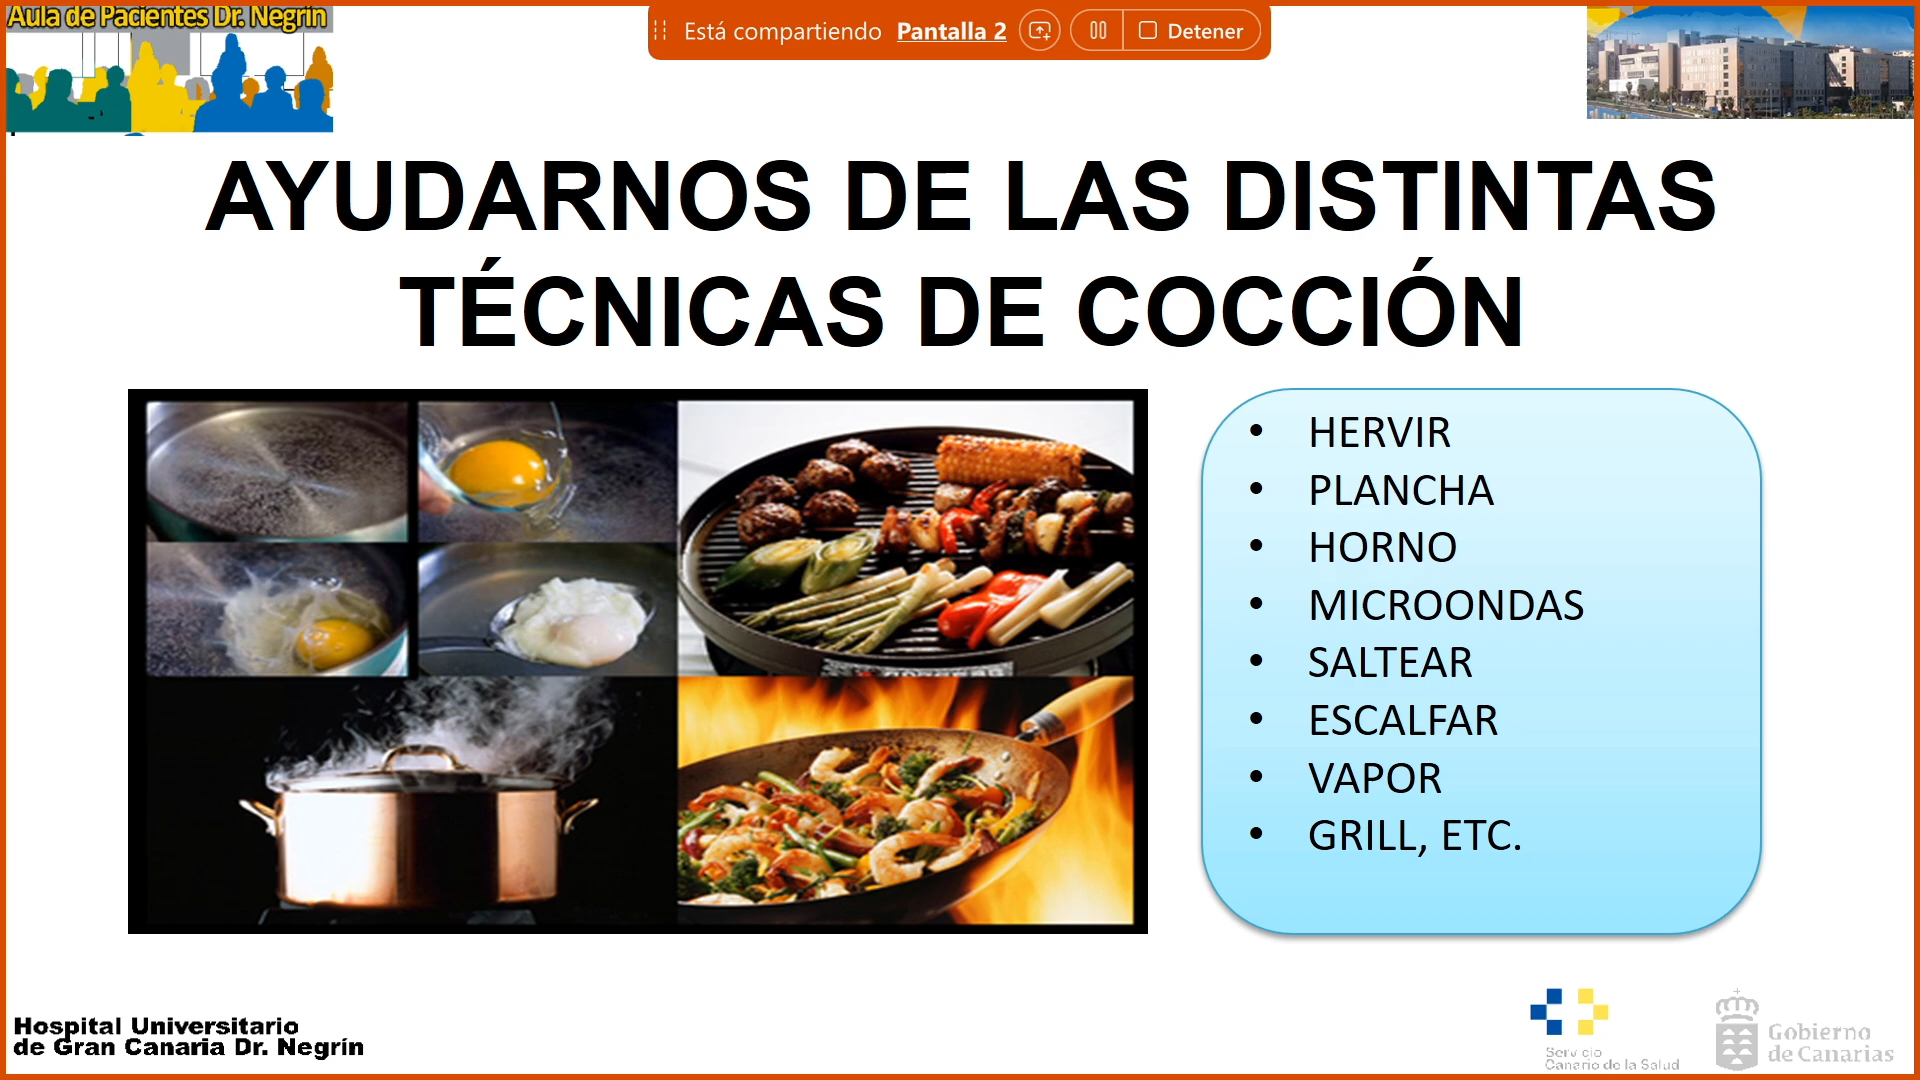 Aula de Pacientes Dr. Negrín
Está compartiendo Pantalla 2 Detener
AYUDARNOS DE LAS DISTINTAS
TÉCNICAS DE COCCIÓN
• HERVIR
• PLANCHA
• HORNO
• MICROONDAS
• SALTEAR
• ESCALFAR
• VAPOR
• GRILL, ETC.
Hospital Universitario
de Gran Canaria Dr. Negrín
Servicio
Canario de la Salud
Gobierno
de Canarias